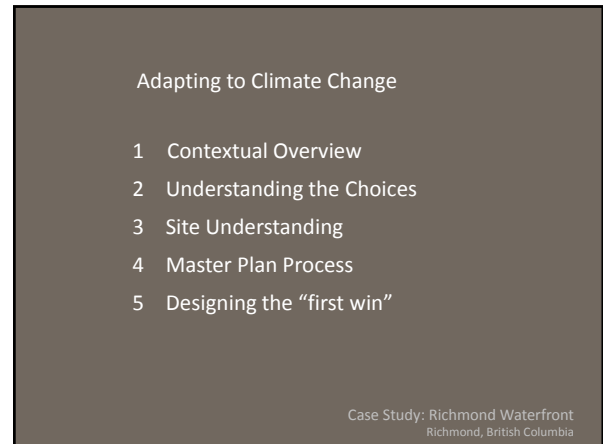 Adapting to Climate Change
1 Contextual Overview
2 Understanding the Choices
3 Site Understanding
4 Master Plan Process
5 Designing the “first win”
Case Study: Richmond Waterfront
Richmond, British Columbia